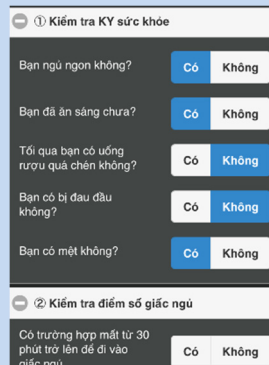 ① Kiểm tra KY sức khỏe
Bạn ngủ ngon không?
Có Không
Bạn đã ăn sáng chưa?
Có Không
Tối qua bạn có uống
rượu quá chén không?
Có Không
Bạn có bị đau đầu
không?
Có Không
Bạn có mệt không?
Có Không
② Kiểm tra điểm số giấc ngủ
Có trường hợp mất từ 30
phút trở lên để đi vào
giấc ngủ
Có Không